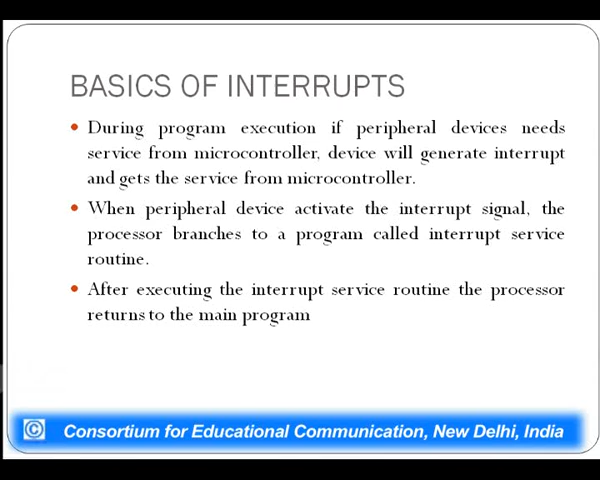 BASICS OF INTERRUPTS
• During program execution if peripheral devices needs
service from microcontroller, device will generate interrupt
and gets the service from microcontroller.
• When peripheral device activate the interrupt signal, the
processor branches to a program called interrupt service
routine.
• After executing the interrupt service routine the processor
returns to the main program
© Consortium for Educational Communication, New Delhi, India